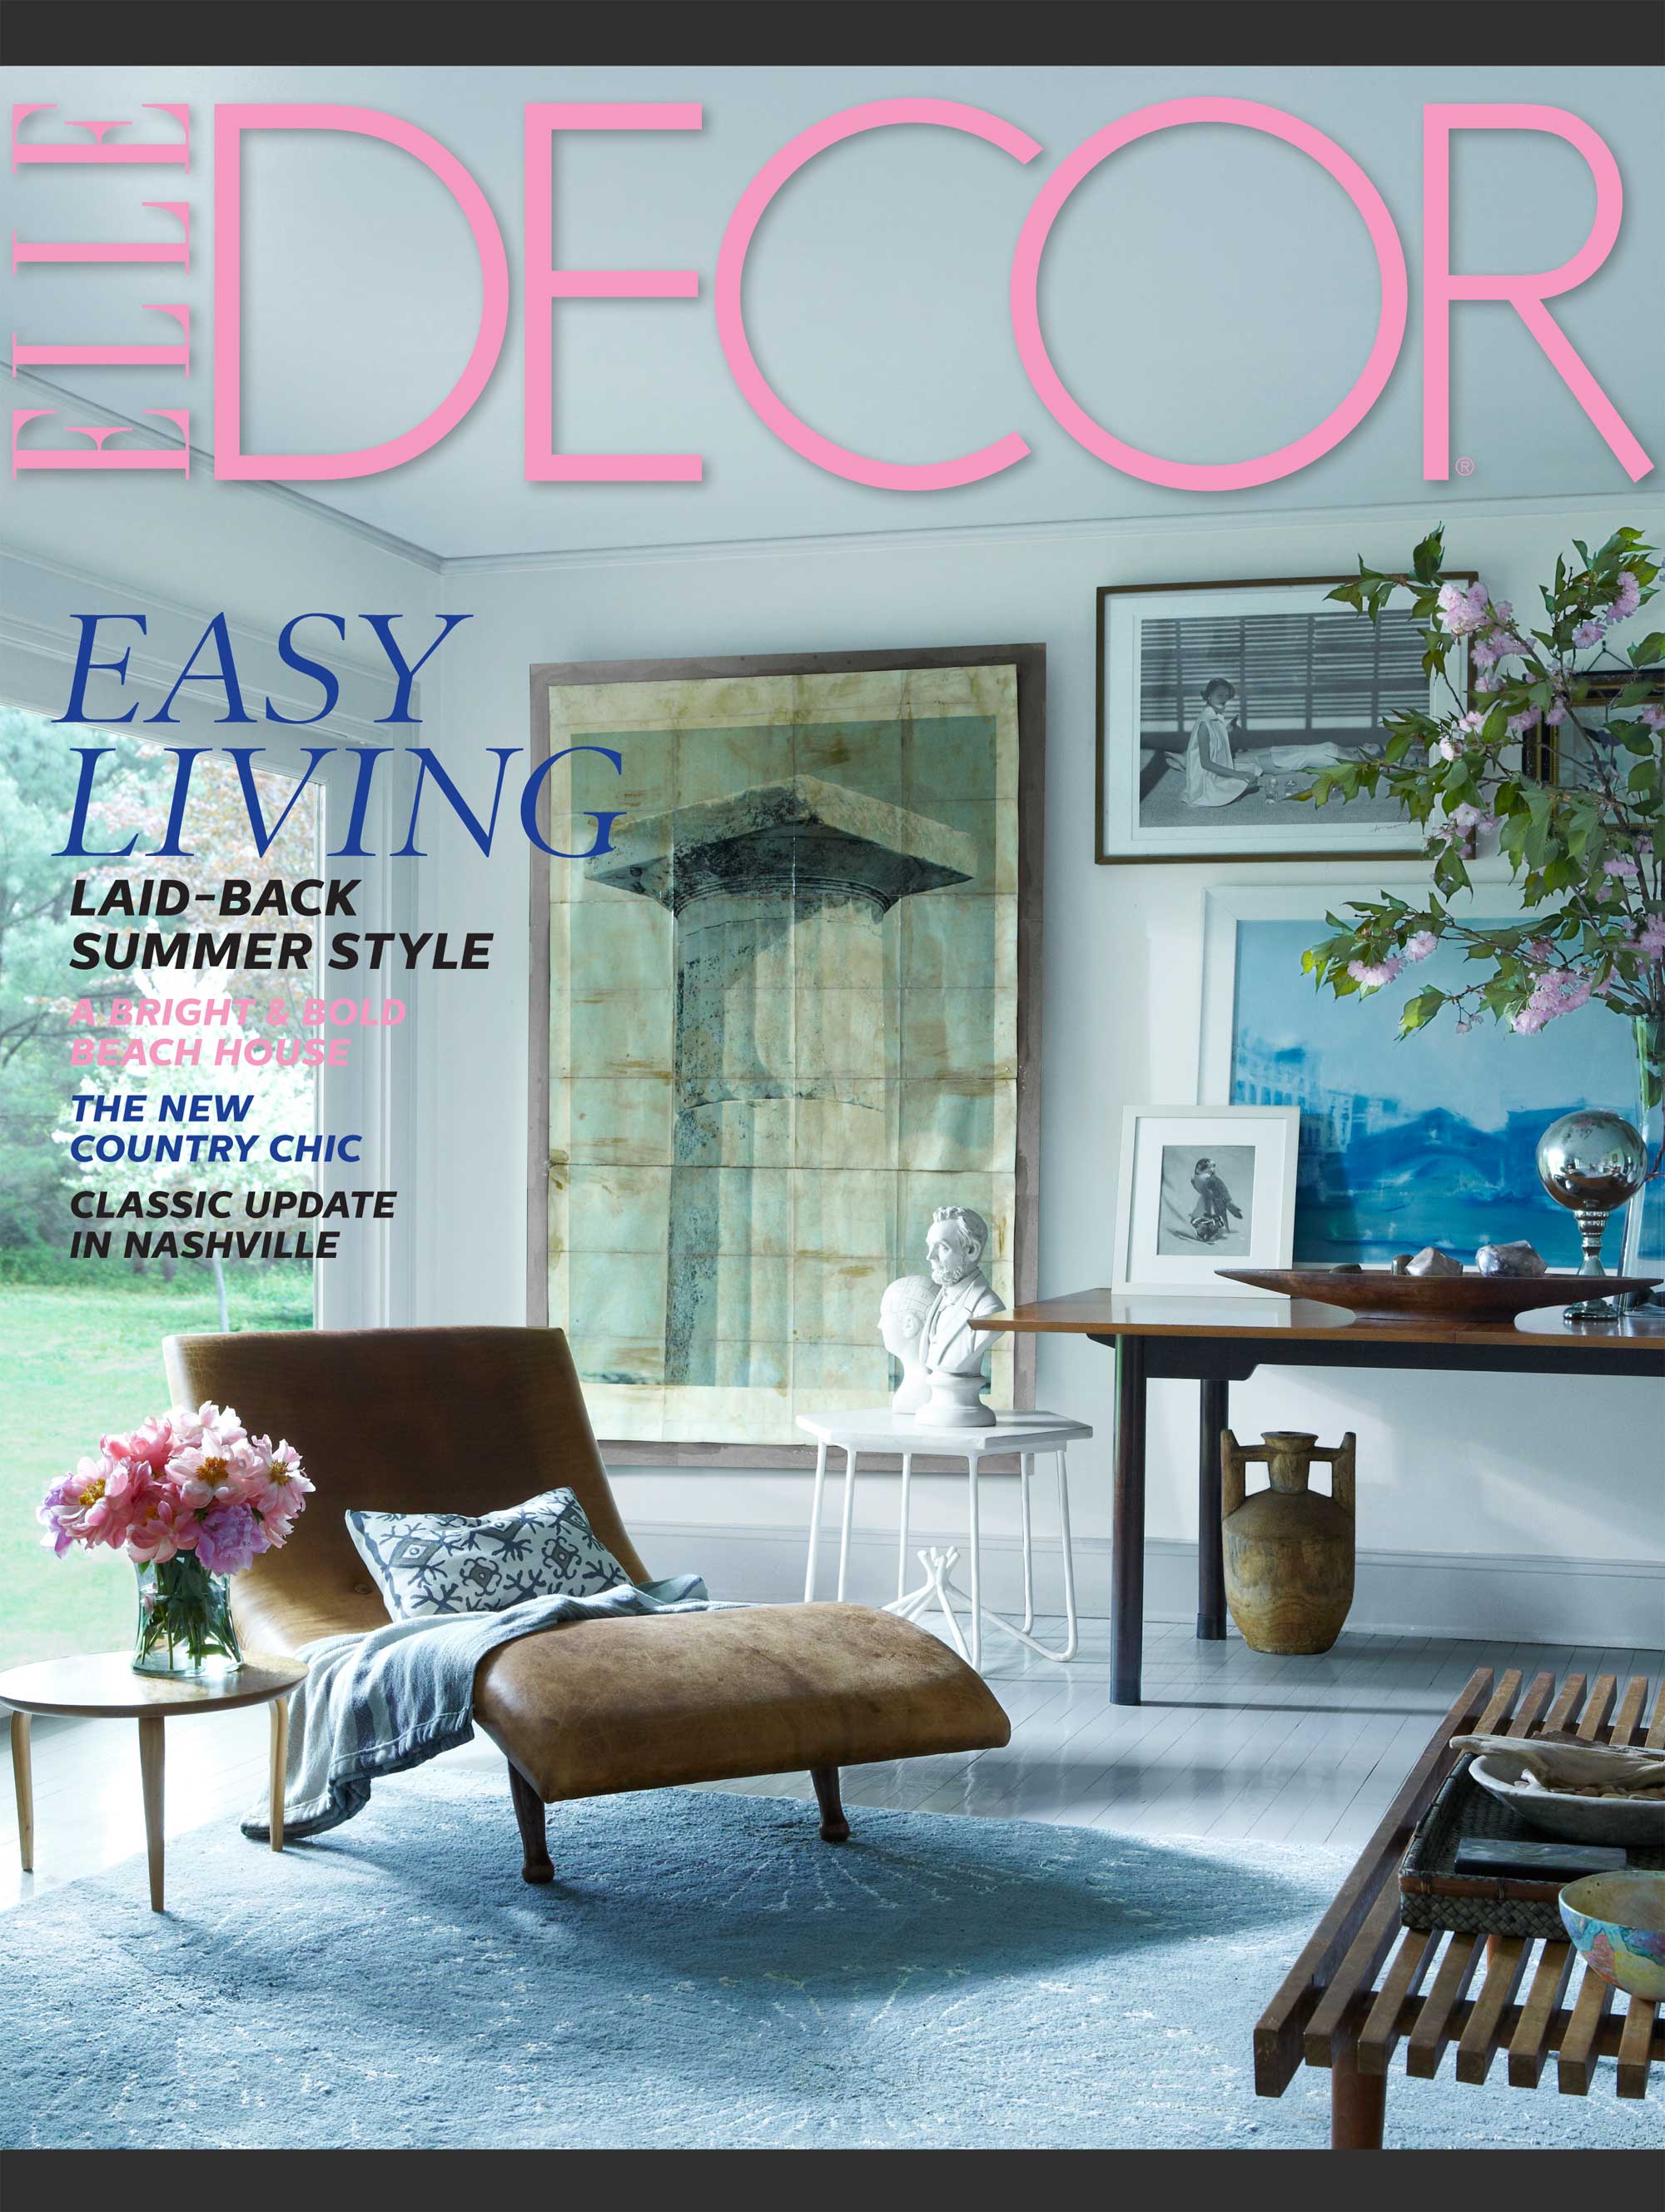 ELLE DECOR®
EASY
LIVING
LAID-BACK
SUMMER STYLE
A BRIGHT & BOLD
BEACH HOUSE
THE NEW
COUNTRY CHIC
CLASSIC UPDATE
IN NASHVILLE